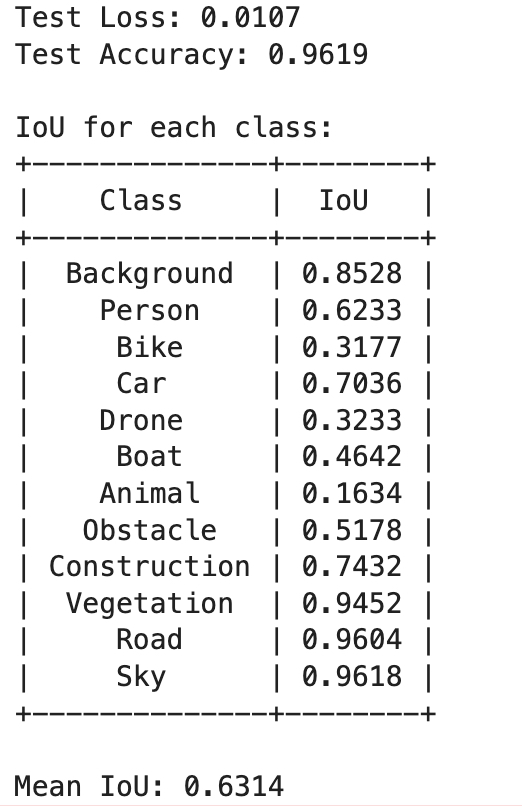 Test Loss: 0.0107
Test Accuracy: 0.9619
IoU for each class:
+---------------+--------+
|     Class     |  IoU   |
+---------------+--------+
|  Background   | 0.8528 |
|    Person     | 0.6233 |
|     Bike      | 0.3177 |
|      Car      | 0.7036 |
|     Drone     | 0.3233 |
|     Boat      | 0.4642 |
|    Animal     | 0.1634 |
|   Obstacle    | 0.5178 |
| Construction  | 0.7432 |
|  Vegetation   | 0.9452 |
|     Road      | 0.9604 |
|      Sky      | 0.9618 |
+---------------+--------+
Mean IoU: 0.6314